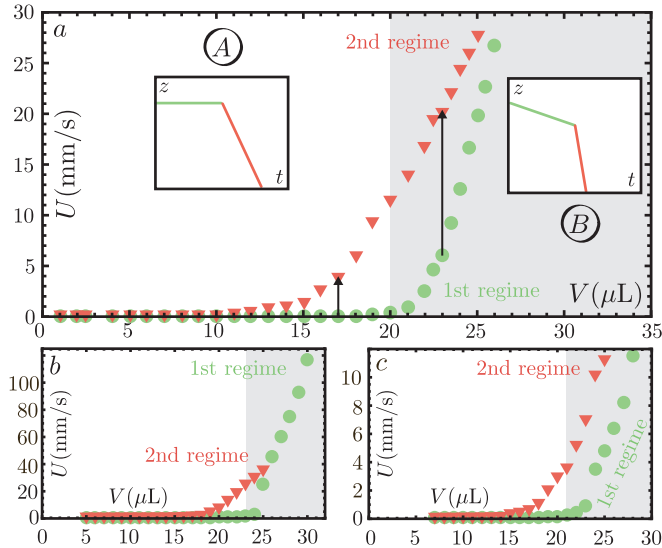 a
A
2nd regime
B
z
t
z
t
1st regime
U(mm/s)
V(μL)
30
25
20
15
10
5
0
0 5 10 15 20 25 30 35
b
1st regime
2nd regime
U(mm/s)
V(μL)
100
80
60
40
20
0
0 5 10 15 20 25 30
c
2nd regime
1st regime
U(mm/s)
V(μL)
10
8
6
4
2
0
0 5 10 15 20 25